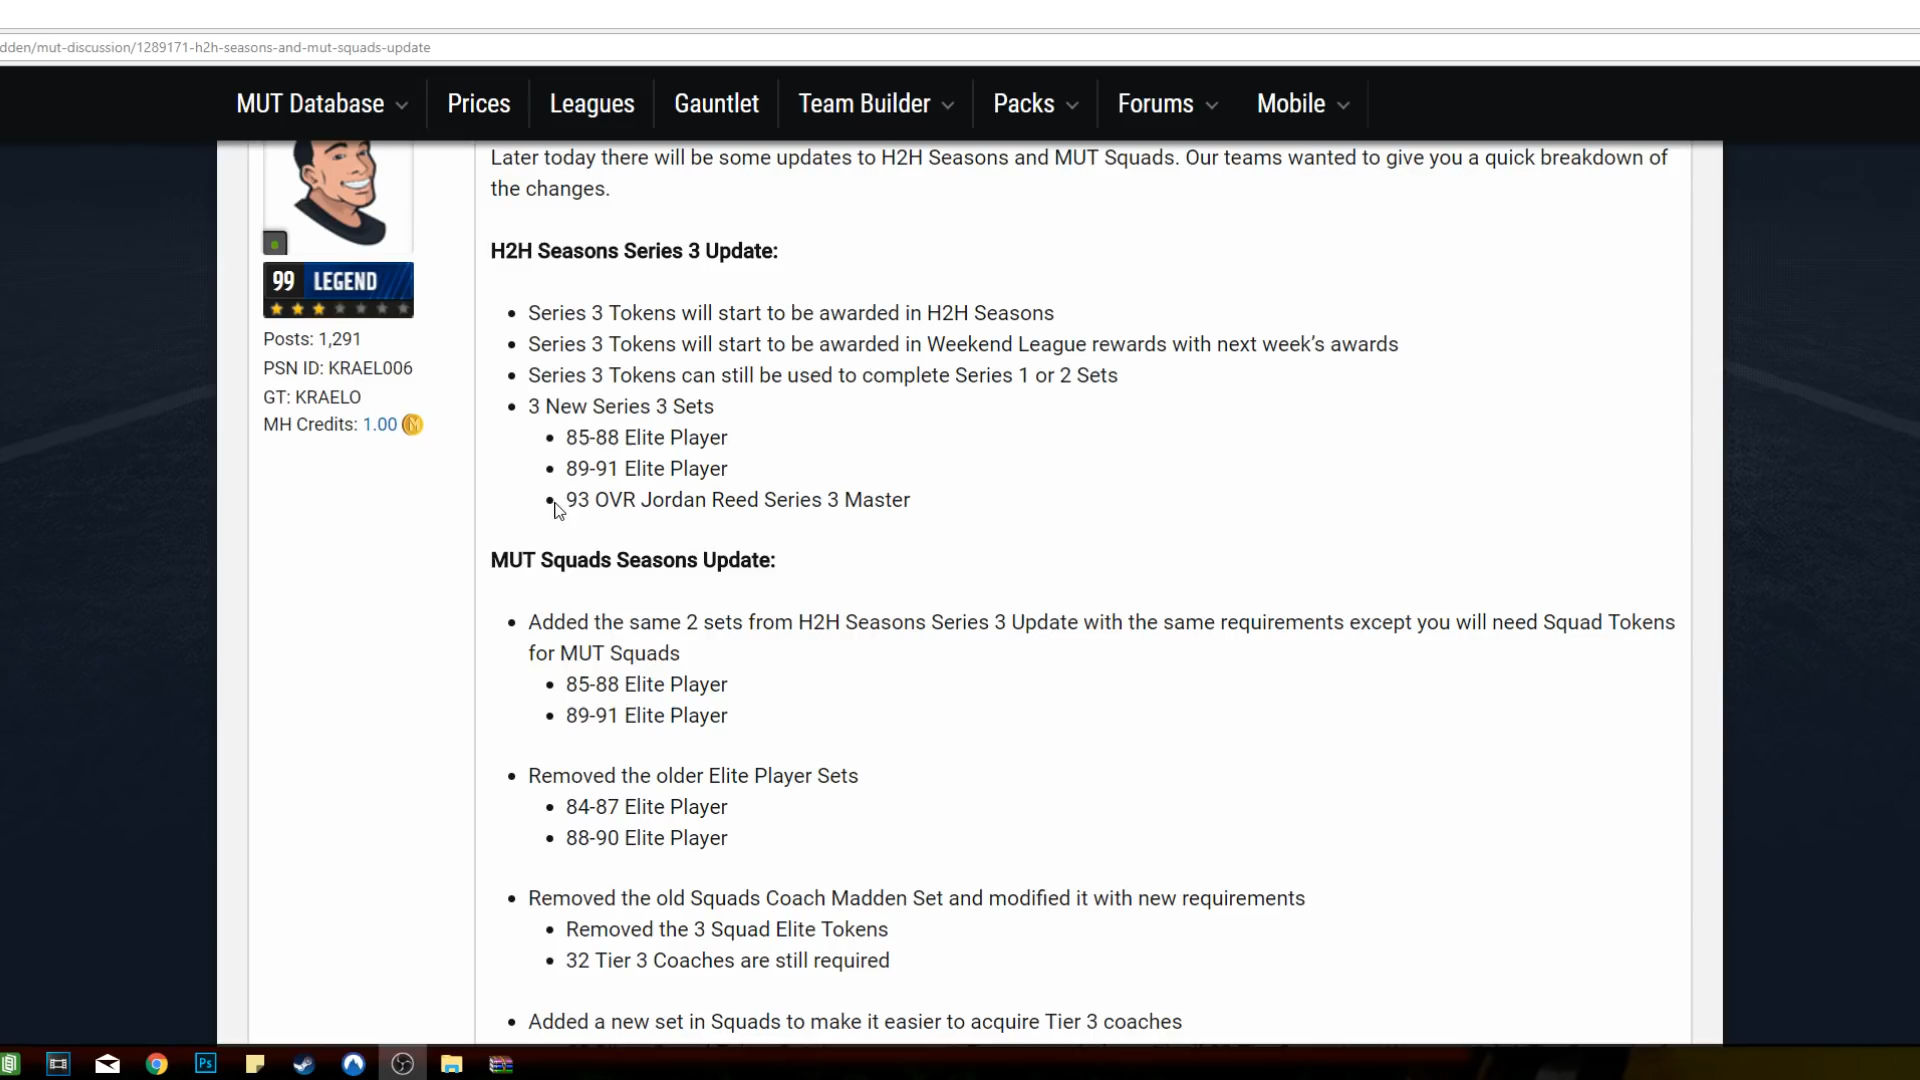 dden/mut-discussion/1289171-h2h-seasons-and-mut-squads-update
MUT Database Prices Leagues Gauntlet Team Builder Packs Forums Mobile
99 LEGEND
Posts: 1,291
PSN ID: KRAEL006
GT: KRAELO
MH Credits: 1.00
Later today there will be some updates to H2H Seasons and MUT Squads. Our teams wanted to give you a quick breakdown of
the changes.
H2H Seasons Series 3 Update:
Series 3 Tokens will start to be awarded in H2H Seasons
Series 3 Tokens will start to be awarded in Weekend League rewards with next week's awards
Series 3 Tokens can still be used to complete Series 1 or 2 Sets
3 New Series 3 Sets
85-88 Elite Player
89-91 Elite Player
93 OVR Jordan Reed Series 3 Master
MUT Squads Seasons Update:
Added the same 2 sets from H2H Seasons Series 3 Update with the same requirements except you will need Squad Tokens
for MUT Squads
85-88 Elite Player
89-91 Elite Player
Removed the older Elite Player Sets
84-87 Elite Player
88-90 Elite Player
Removed the old Squads Coach Madden Set and modified it with new requirements
Removed the 3 Squad Elite Tokens
32 Tier 3 Coaches are still required
Added a new set in Squads to make it easier to acquire Tier 3 coaches
Ps